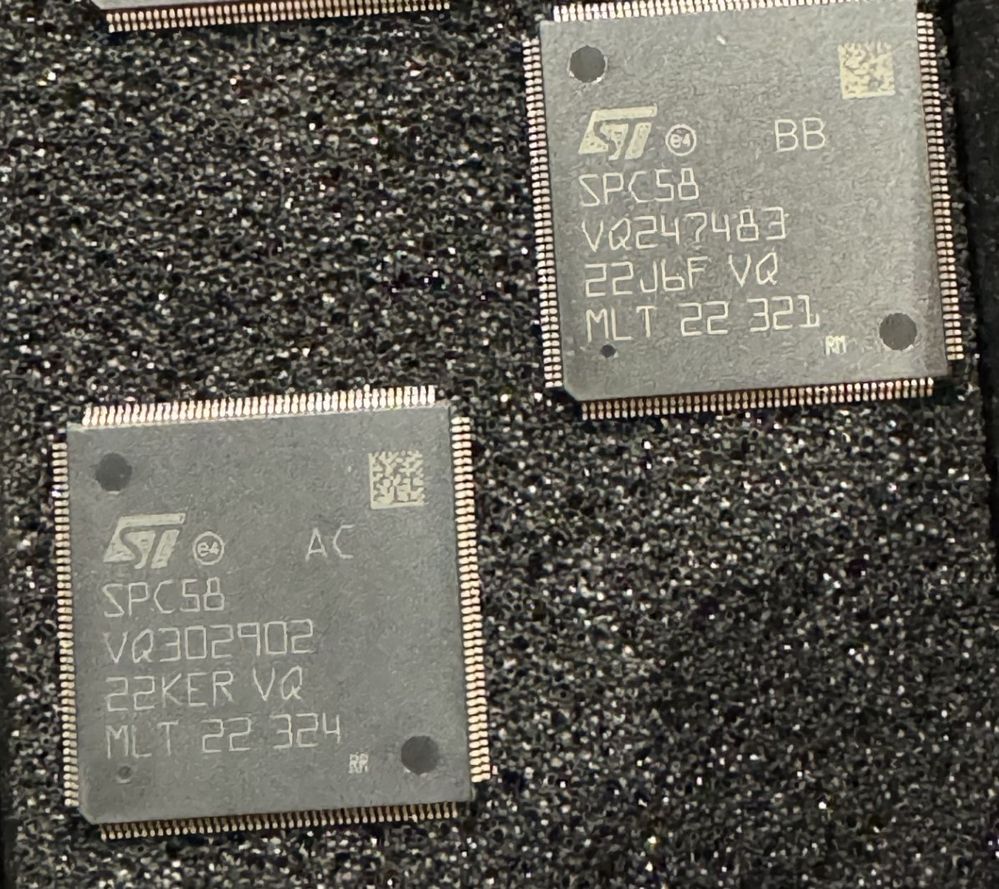 ST e4 BB
SPC58
VQ247483
22J6F VQ
MLT 22 321
RM
ST e4 AC
SPC58
VQ302902
22KER VQ
MLT 22 324
RR